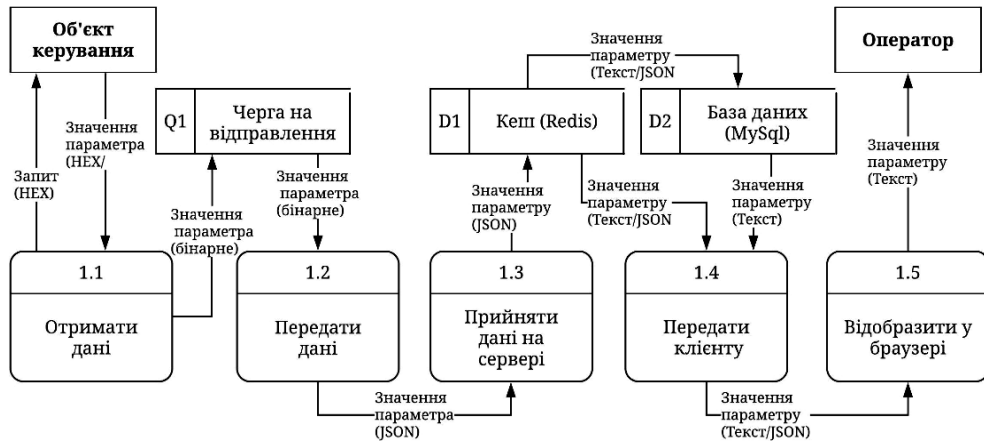 Об'єкт
керування
Оператор
Значення
параметру
(Текст/JSON
Q1
Черга на
відправлення
D1
Кеш (Redis)
D2
База даних
(MySql)
Запит
(HEX)
Значення
параметра
(HEX/
Значення
параметра
(бінарне)
Значення
параметра
(бінарне)
Значення
параметру
(JSON)
Значення
параметру
(Текст/JSON
Значення
параметру
(Текст)
Значення
параметру
(Текст)
1.1
Отримати
дані
1.2
Передати
дані
1.3
Прийняти
дані на
сервері
1.4
Передати
клієнту
1.5
Відобразити у
браузері
Значення
параметра
(JSON)
Значення
параметру
(Текст/JSON)